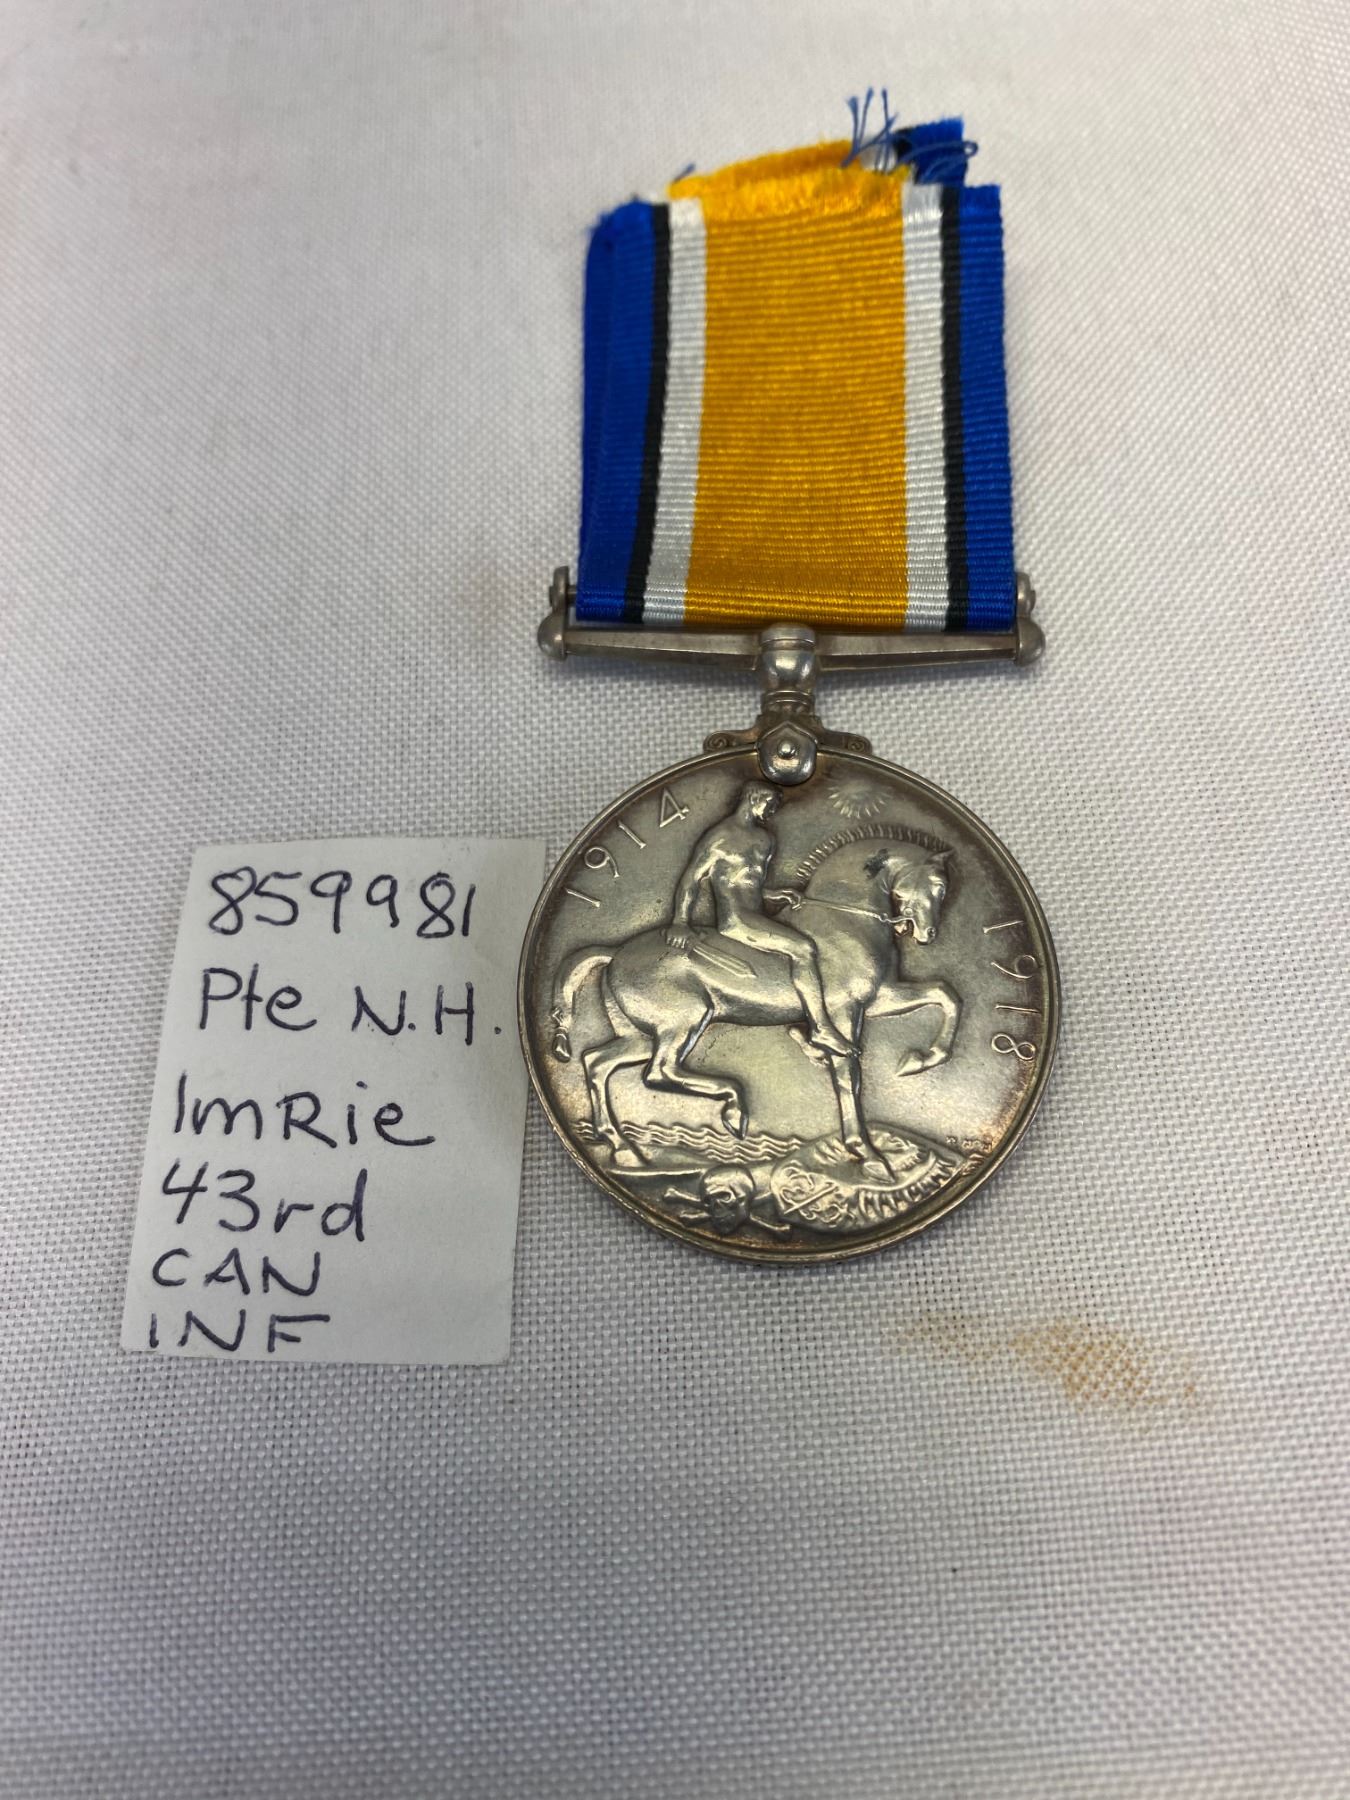 859981
Pte N.H.
ImRie
43rd
CAN
INF
1914
1918